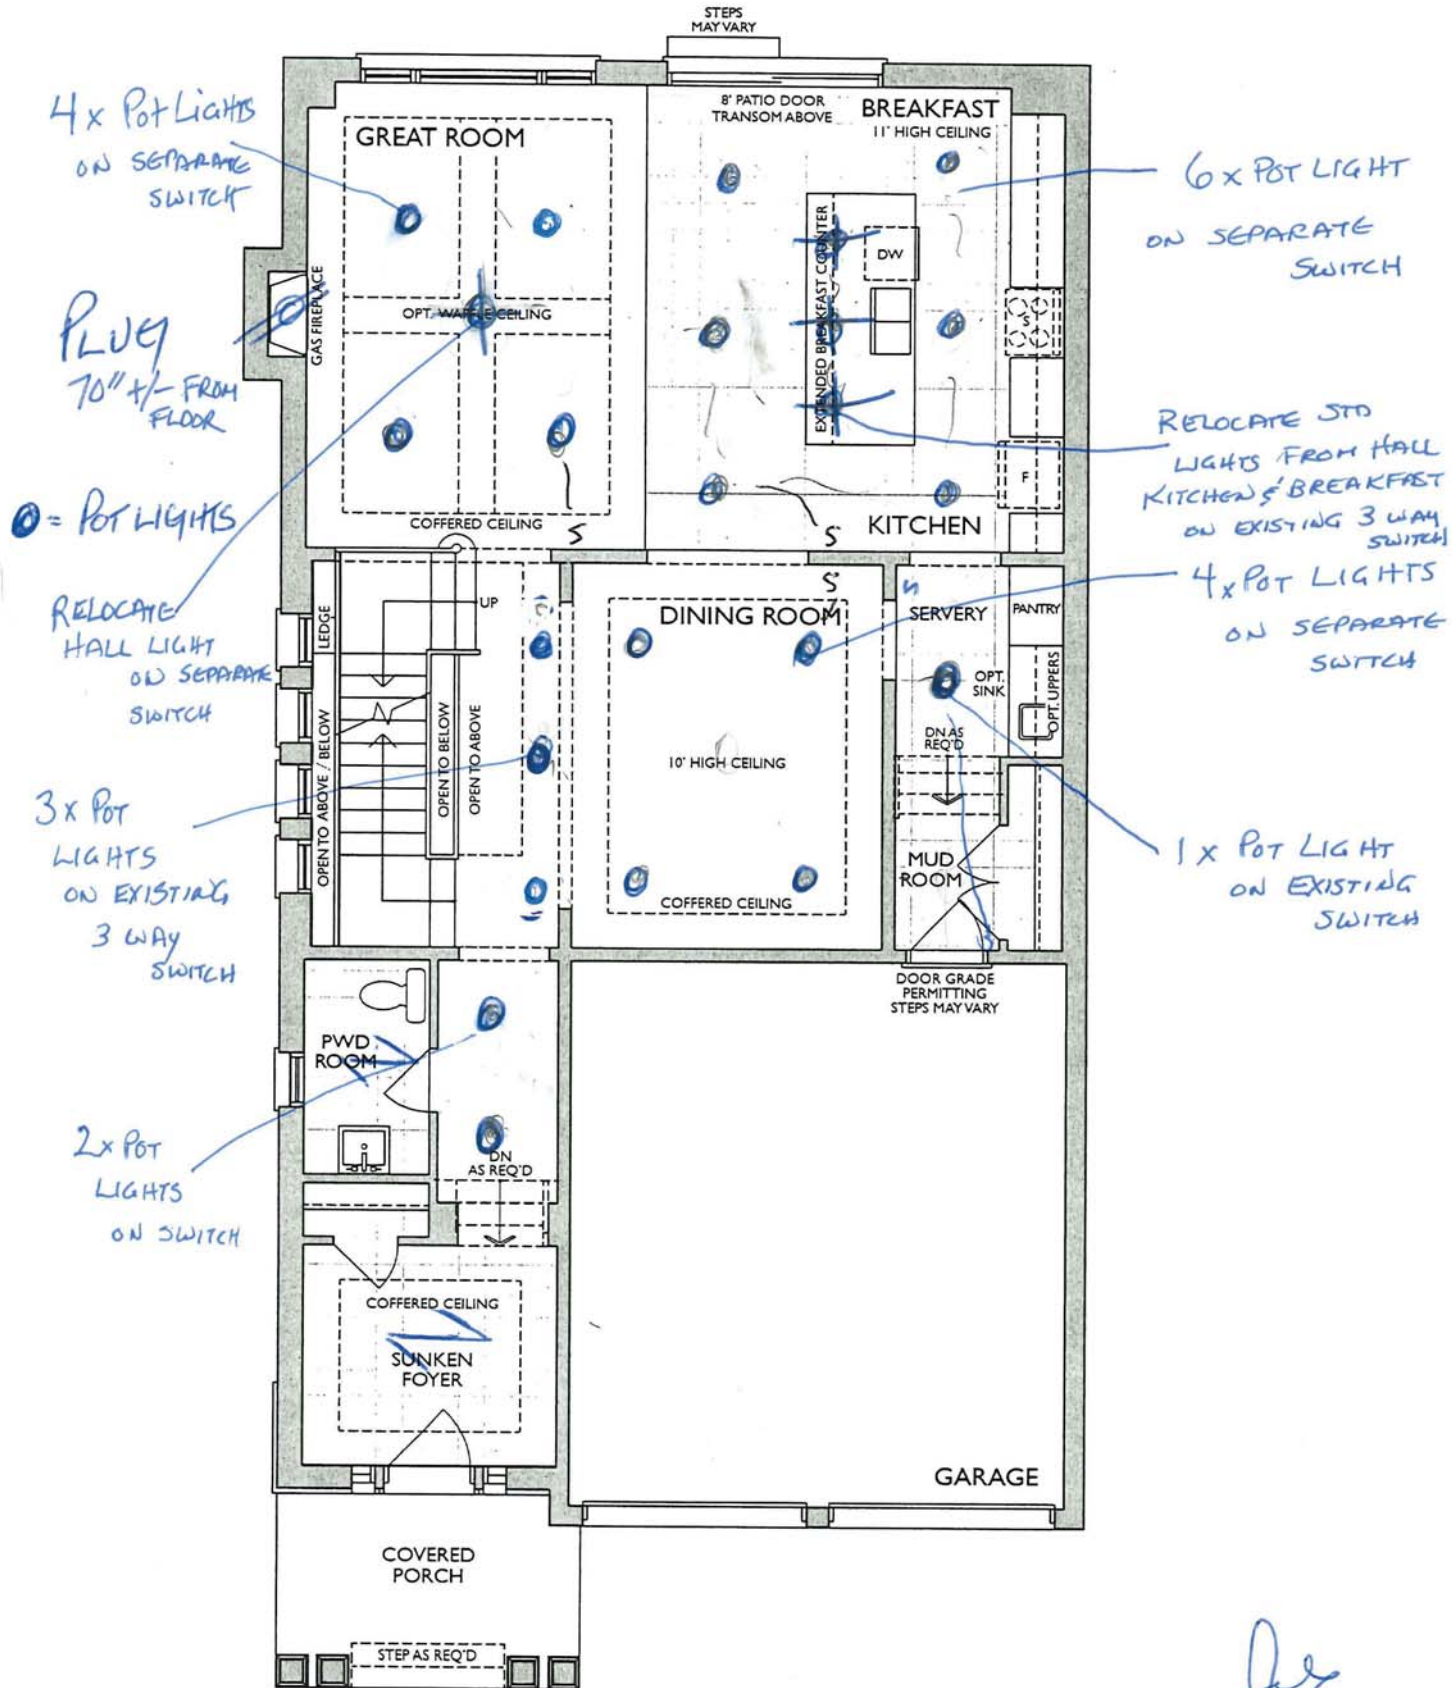 STEPS
MAY VARY
4 x Pot Lights
ON SEPARATE
SWITCH
GREAT ROOM
8' PATIO DOOR
TRANSOM ABOVE
BREAKFAST
11' HIGH CEILING
6 x POT LIGHT
ON SEPARATE
SWITCH
EXTENDED BREAKFAST COUNTER
DW
S
GAS FIREPLACE
OPT. WAFFLE CEILING
PLUG
70" +/- FROM
FLOOR
RELOCATE STD
LIGHTS FROM HALL
KITCHEN & BREAKFAST
ON EXISTING 3 WAY
SWITCH
F
O = POT LIGHTS
COFFERED CEILING
S
S
KITCHEN
4 x POT LIGHTS
ON SEPARATE
SWITCH
RELOCATE
HALL LIGHT
ON SEPARATE
SWITCH
LEDGE
UP
S
DINING ROOM
S
SERVERY
PANTRY
OPT.
SINK
OPT. UPPERS
DN AS
REQ'D
OPEN TO ABOVE / BELOW
OPEN TO BELOW
OPEN TO ABOVE
10' HIGH CEILING
3 x POT
LIGHTS
ON EXISTING
3 WAY
SWITCH
MUD
ROOM
1 x POT LIGHT
ON EXISTING
SWITCH
COFFERED CEILING
DOOR GRADE
PERMITTING
STEPS MAY VARY
PWD
ROOM
2 x POT
LIGHTS
ON SWITCH
DN
AS REQ'D
COFFERED CEILING
SUNKEN
FOYER
GARAGE
COVERED
PORCH
STEP AS REQ'D